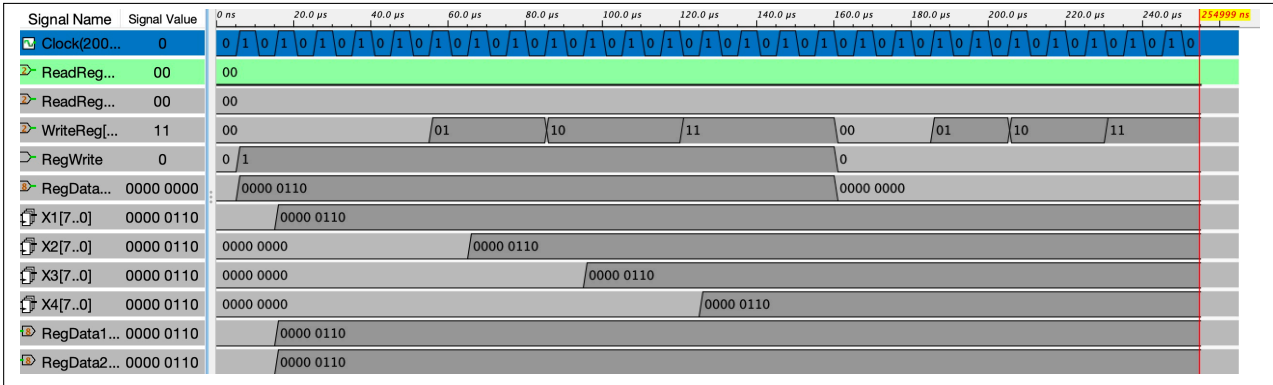 Signal Name Signal Value 0 ns 20.0 µs 40.0 µs 60.0 µs 80.0 µs 100.0 µs 120.0 µs 140.0 µs 160.0 µs 180.0 µs 200.0 µs 220.0 µs 240.0 µs 254999 ns
Clock(200... 0 0 1 0 1 0 1 0 1 0 1 0 1 0 1 0 1 0 1 0 1 0 1 0 1 0 1 0 1 0 1 0 1 0 1 0 1 0 1 0 1 0 1 0 1 0 1 0 1 0
2 ReadReg... 00 00
2 ReadReg... 00 00
2 WriteReg[... 11 00 01 10 11 00 01 10 11
RegWrite 0 0 1 0
8 RegData... 0000 0000 0000 0110 0000 0000
X1[7..0] 0000 0110 0000 0110
X2[7..0] 0000 0110 0000 0000 0000 0110
X3[7..0] 0000 0110 0000 0000 0000 0110
X4[7..0] 0000 0110 0000 0000 0000 0110
8 RegData1... 0000 0110 0000 0110
8 RegData2... 0000 0110 0000 0110